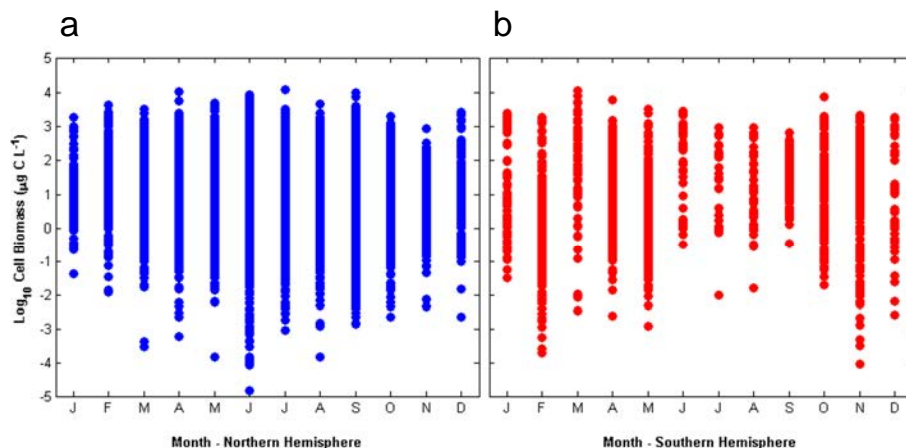 a
b
Log10 Cell Biomass (µg C L-1)
5
4
3
2
1
0
-1
-2
-3
-4
-5
J F M A M J J A S O N D
J F M A M J J A S O N D
Month - Northern Hemisphere
Month - Southern Hemisphere